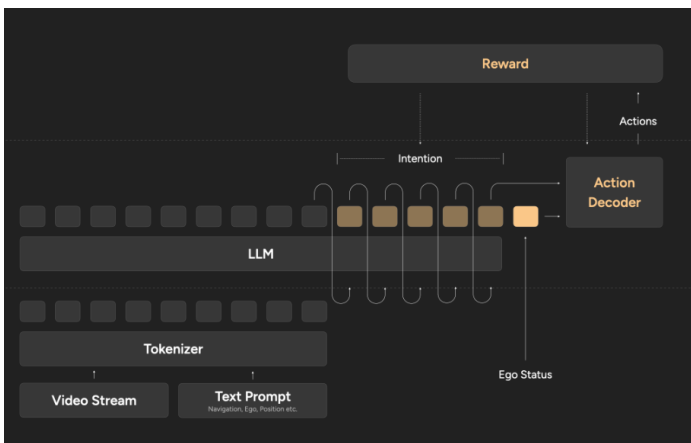 Reward
Actions
Intention
Action
Decoder
LLM
Tokenizer
Ego Status
Video Stream
Text Prompt
Navigation, Ego, Position etc.